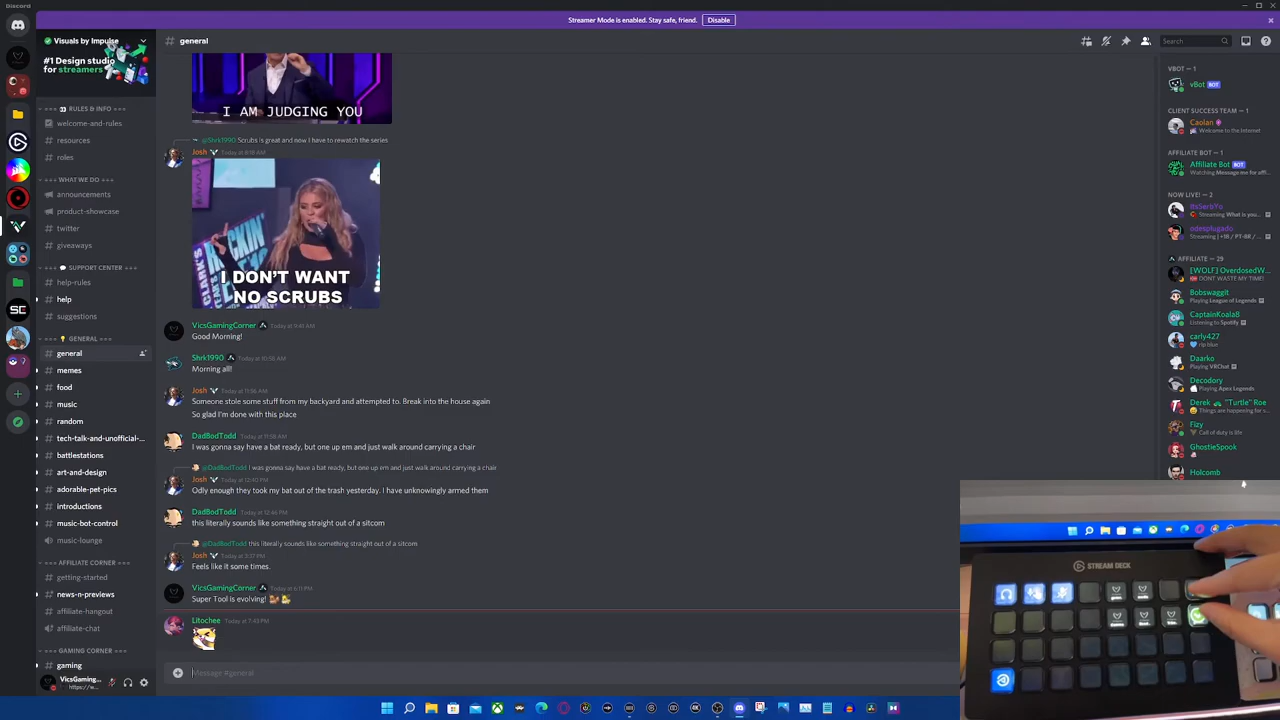 Discord
Streamer Mode is enabled. Stay safe, friend.
Disable
Visuals by Impulse
#1 Design studio
for streamers
RULES & INFO
welcome-and-rules
resources
roles
WHAT WE DO
announcements
product-showcase
twitter
giveaways
SUPPORT CENTER
help-rules
help
suggestions
GENERAL
general
memes
food
music
random
tech-talk-and-unofficial-...
battlestations
art-and-design
adorable-pet-pics
introductions
music-bot-control
music-lounge
AFFILIATE CORNER
getting-started
news-n-previews
affiliate-hangout
affiliate-chat
GAMING CORNER
gaming
VicsGaming...
https://w...
# general
Search
I AM JUDGING YOU
@Shrk1990 Scrubs is great and now I have to rewatch the series
Josh Today at 8:18 AM
I DON'T WANT
NO SCRUBS
VicsGamingCorner Today at 9:41 AM
Good Morning!
Shrk1990 Today at 10:58 AM
Morning all!
Josh Today at 11:56 AM
Someone stole some stuff from my backyard and attempted to. Break into the house again
So glad I'm done with this place
DadBodTodd Today at 11:58 AM
I was gonna say have a bat ready, but one up em and just walk around carrying a chair
@DadBodTodd I was gonna say have a bat ready, but one up em and just walk around carrying a chair
Josh Today at 12:40 PM
Odly enough they took my bat out of the trash yesterday. I have unknowingly armed them
DadBodTodd Today at 12:46 PM
this literally sounds like something straight out of a sitcom
@DadBodTodd this literally sounds like something straight out of a sitcom
Josh Today at 3:37 PM
Feels like it some times.
VicsGamingCorner Today at 6:11 PM
Super Tool is evolving!
Litochee Today at 7:45 PM
Message #general
VBOT — 1
vBot BOT
CLIENT SUCCESS TEAM — 1
Caolan
Welcome to the Internet
AFFILIATE BOT — 1
Affiliate Bot BOT
Watching Message me for affi...
NOW LIVE! — 2
ItsSerbYo
Streaming What is you...
odesplugado
Streaming | +18 / PT-BR / ...
AFFILIATE — 29
[WOLF] OverdosedW...
DONT WASTE MY TIME!
Bobswaggit
Playing League of Legends
CaptainKoalaB
Listening to Spotify
carly427
rip blue
Daarko
Playing VRChat
Decodory
Playing Apex Legends
Derek "Turtle" Roe
Things are happening for s...
Fizy
Call of duty is life
GhostieSpook
Holcomb
STREAM DECK